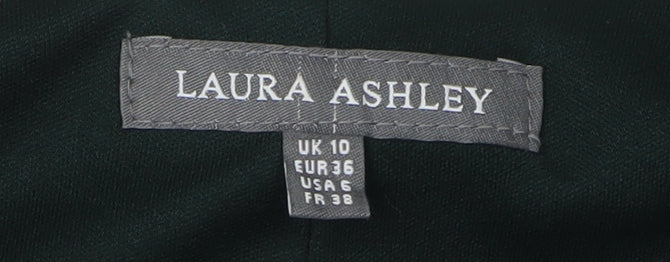 LAURA ASHLEY
UK 10
EUR 36
USA 6
FR 38